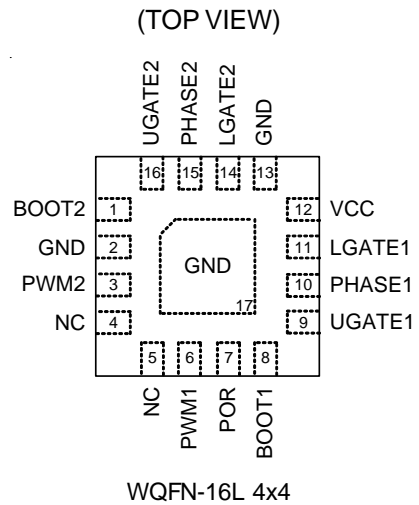 (TOP VIEW)
UGATE2
PHASE2
LGATE2
GND
16
15
14
13
BOOT2
1
12
VCC
GND
2
11
LGATE1
GND
PWM2
3
10
PHASE1
17
NC
4
9
UGATE1
5
6
7
8
NC
PWM1
POR
BOOT1
WQFN-16L 4x4